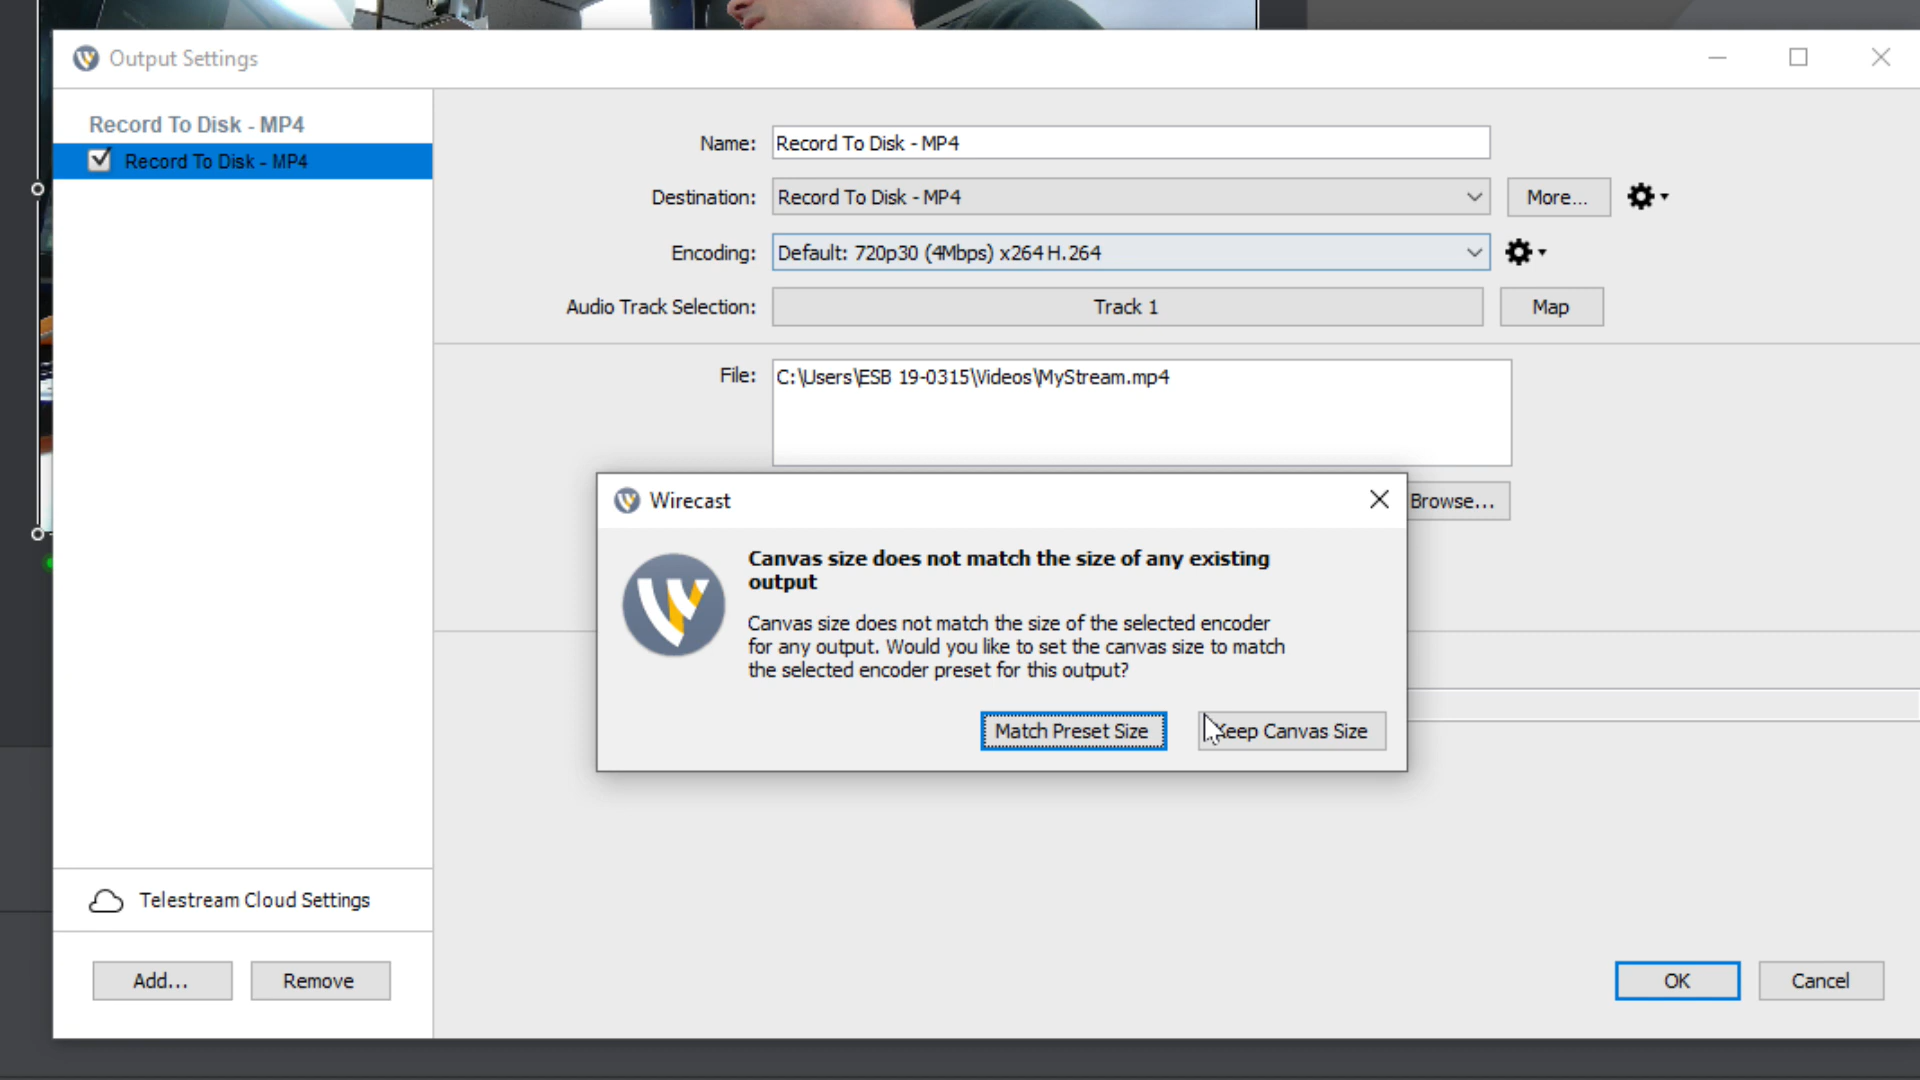 Output Settings
Record To Disk - MP4
Record To Disk - MP4
Name:
Record To Disk - MP4
Destination:
Record To Disk - MP4
More...
Encoding:
Default: 720p30 (4Mbps) x264 H.264
Audio Track Selection:
Track 1
Map
File:
C:\Users\ESB 19-0315\Videos\MyStream.mp4
Browse...
Wirecast
Canvas size does not match the size of any existing
output
Canvas size does not match the size of the selected encoder
for any output. Would you like to set the canvas size to match
the selected encoder preset for this output?
Match Preset Size
Keep Canvas Size
Telestream Cloud Settings
Add...
Remove
OK
Cancel